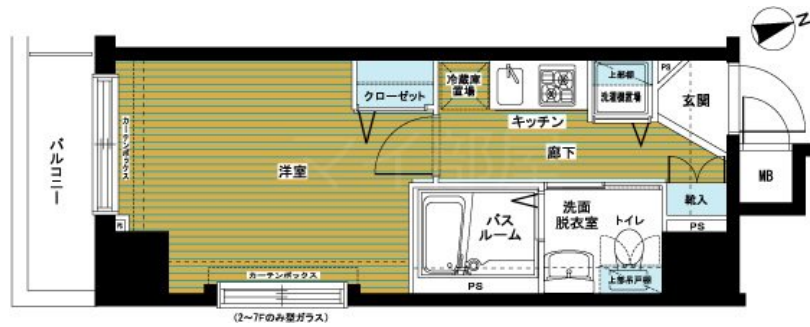 N
バルコニー
カーテンボックス
洋室
クローゼット
冷蔵庫
置場
キッチン
廊下
上部棚
洗濯機置場
PS
玄関
MB
靴入
PS
バス
ルーム
洗面
脱衣室
トイレ
上部吊戸棚
PS
PS
カーテンボックス
(2～7Fのみ型ガラス)